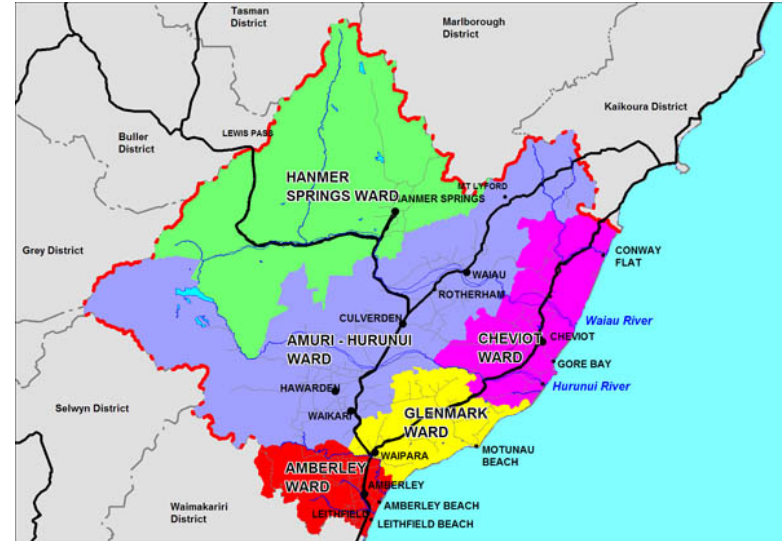 Tasman
District
Marlborough
District
Kaikoura District
Buller
District
LEWIS PASS
HANMER
SPRINGS WARD
HANMER SPRINGS
MT LYFORD
Grey District
CONWAY
FLAT
WAIAU
ROTHERHAM
CULVERDEN
Waiau River
AMURI - HURUNUI
WARD
CHEVIOT
WARD
CHEVIOT
GORE BAY
Hurunui River
HAWARDEN
Selwyn District
WAIKARI
GLENMARK
WARD
WAIPARA
MOTUNAU
BEACH
AMBERLEY
WARD
AMBERLEY
Waimakariri
District
AMBERLEY BEACH
LEITHFIELD
LEITHFIELD BEACH